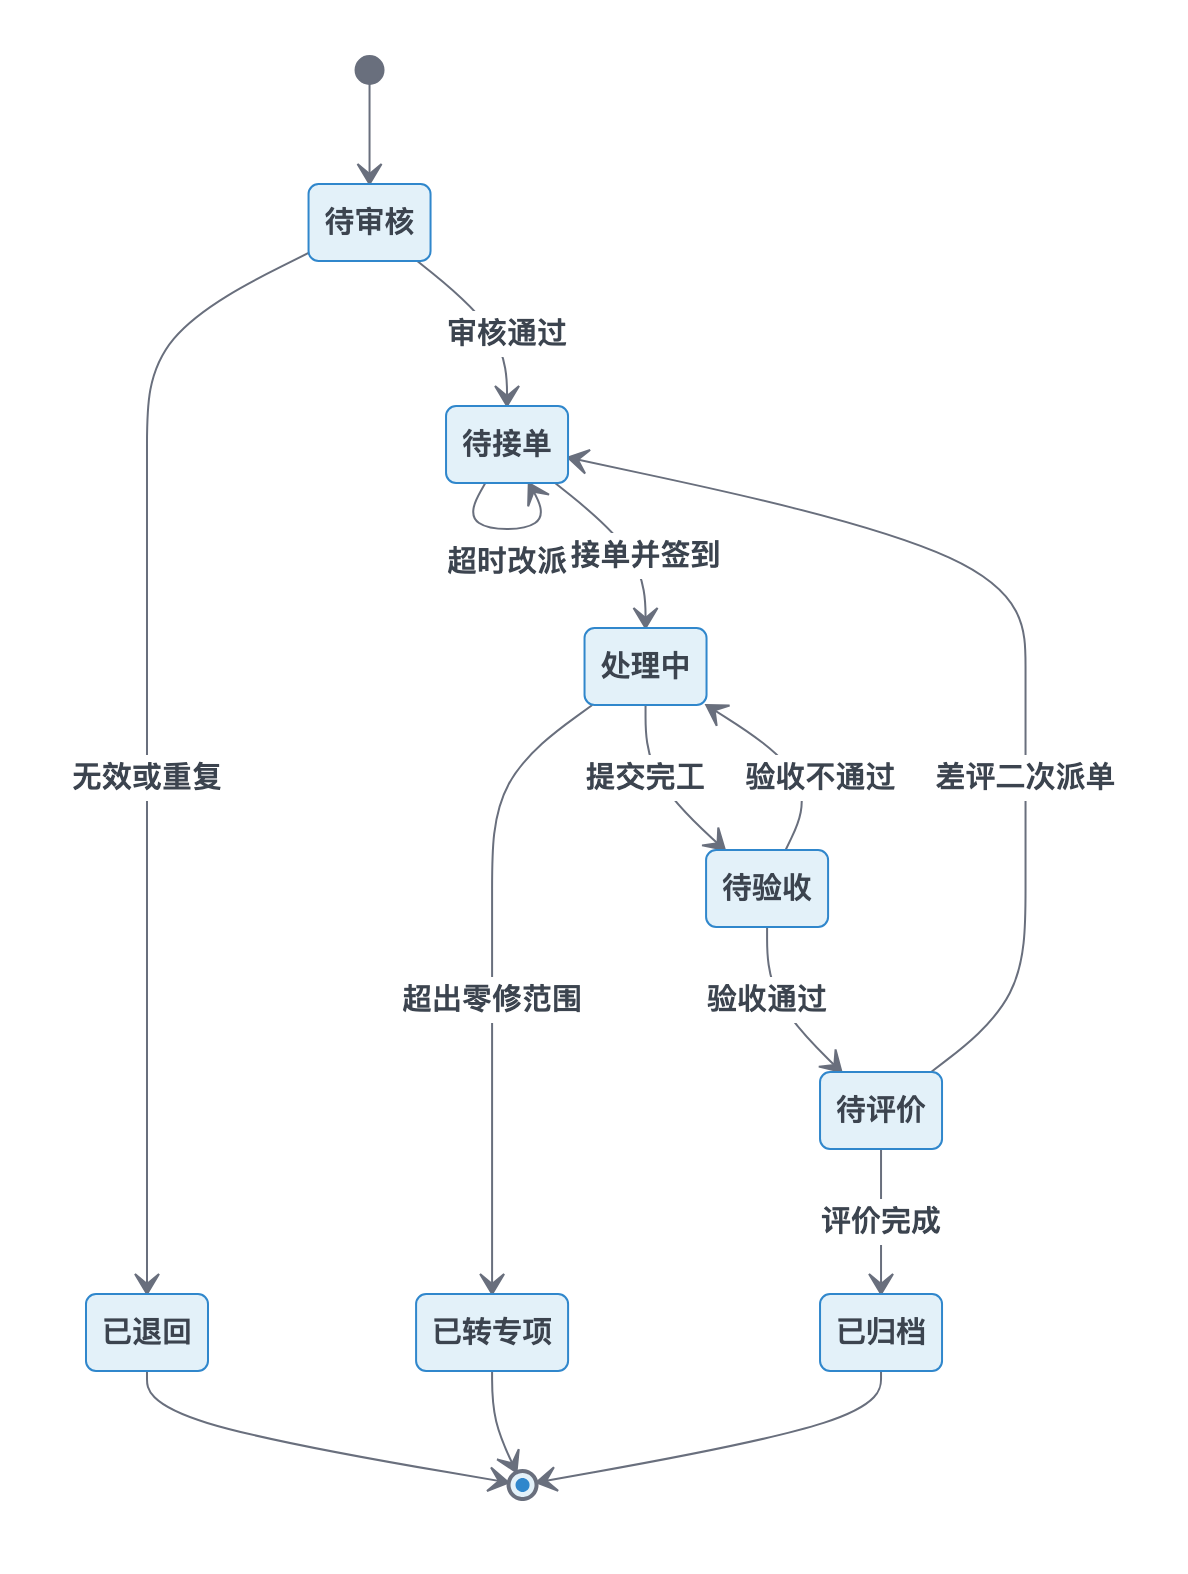 待审核
审核通过
待接单
超时改派
接单并签到
处理中
无效或重复
提交完工
验收不通过
差评二次派单
待验收
超出零修范围
验收通过
待评价
评价完成
已退回
已转专项
已归档